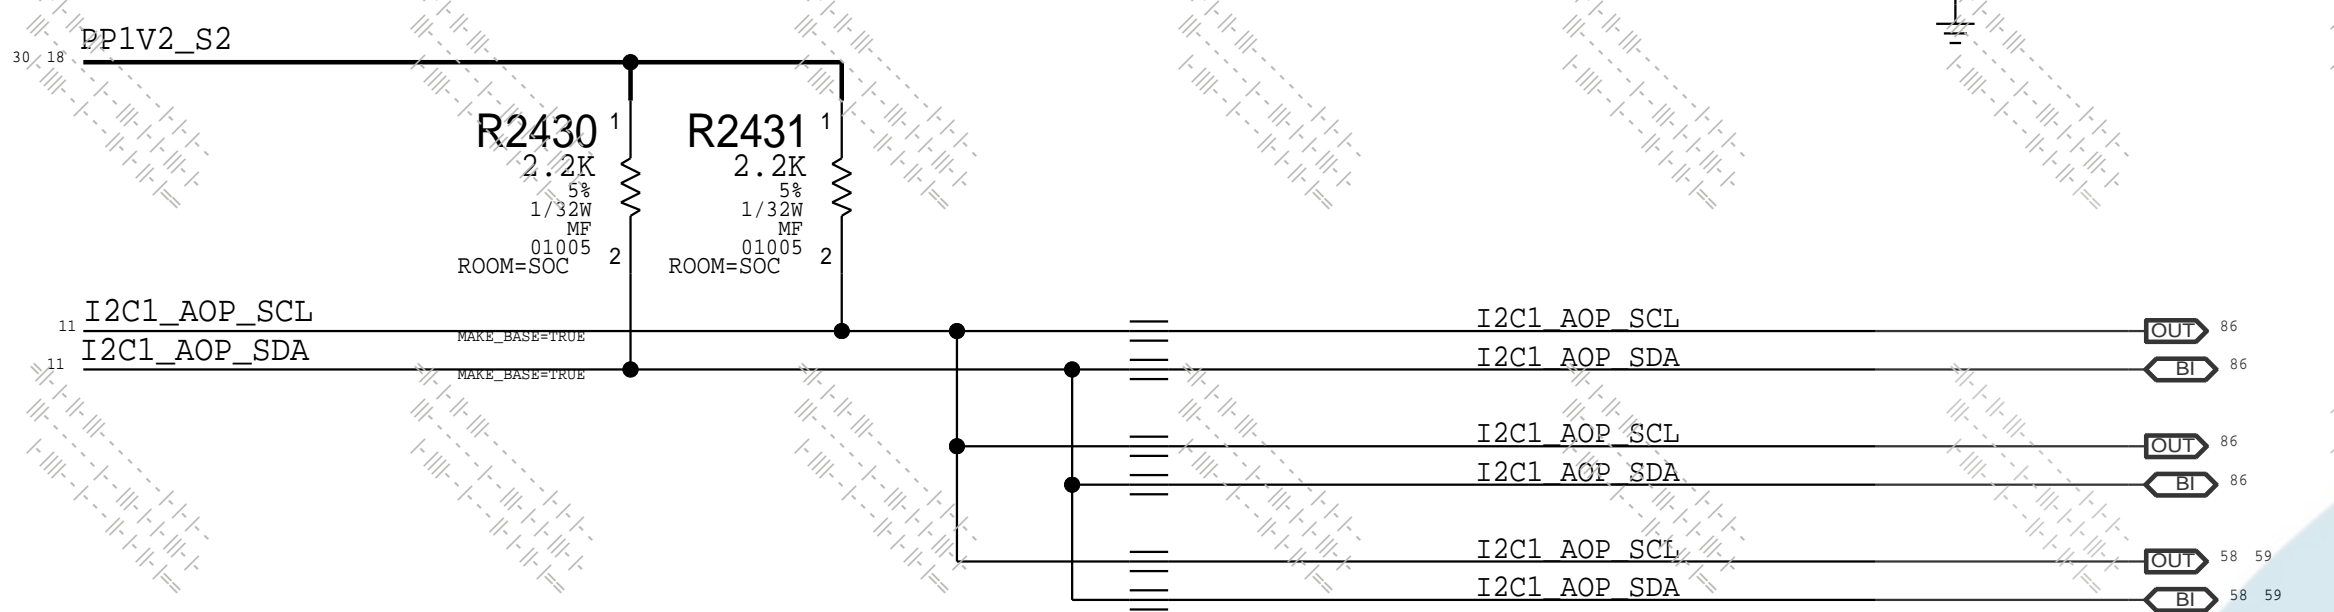 PP1V2_S2
30 18
R2430 1
2.2K
5%
1/32W
MF
01005
2
ROOM=SOC
R2431 1
2.2K
5%
1/32W
MF
01005
2
ROOM=SOC
11 I2C1_AOP_SCL
MAKE_BASE=TRUE
11 I2C1_AOP_SDA
MAKE_BASE=TRUE
I2C1_AOP_SCL OUT 86
I2C1_AOP_SDA BI 86
I2C1_AOP_SCL OUT 86
I2C1_AOP_SDA BI 86
I2C1_AOP_SCL OUT 58 59
I2C1_AOP_SDA BI 58 59